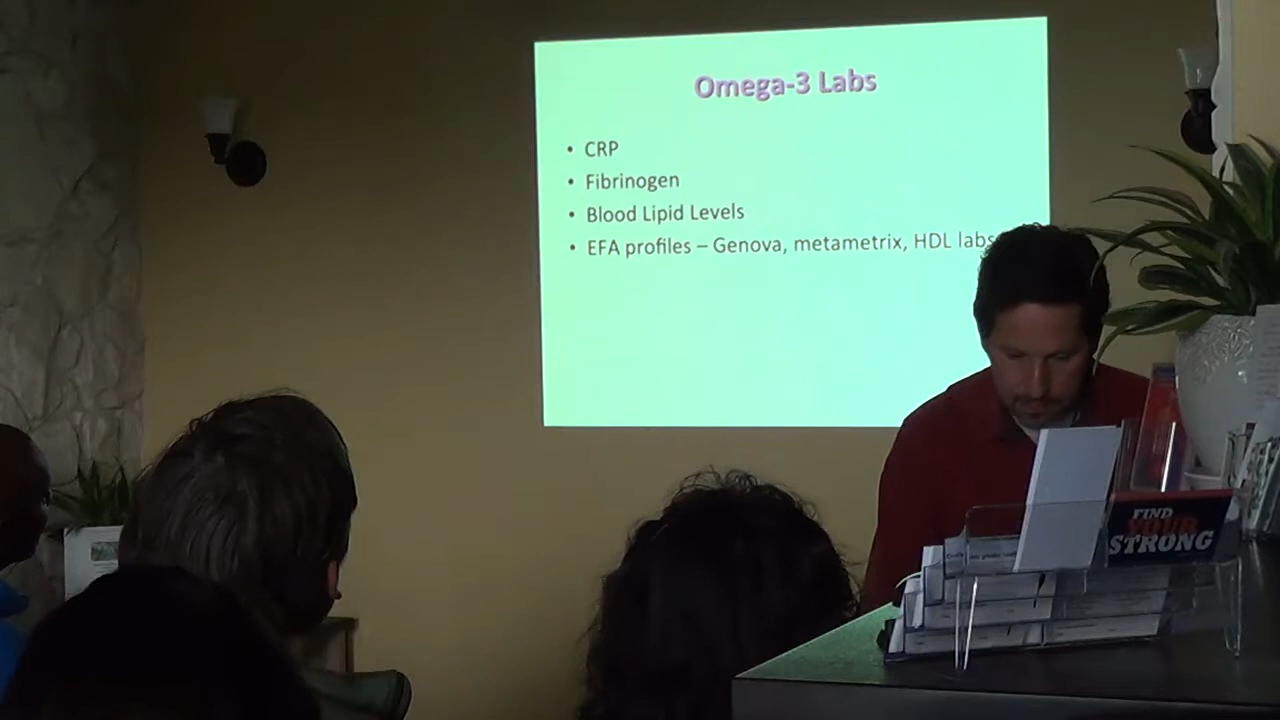 Omega-3 Labs
• CRP
• Fibrinogen
• Blood Lipid Levels
• EFA profiles – Genova, metametrix, HDL labs
FIND
YOUR
STRONG